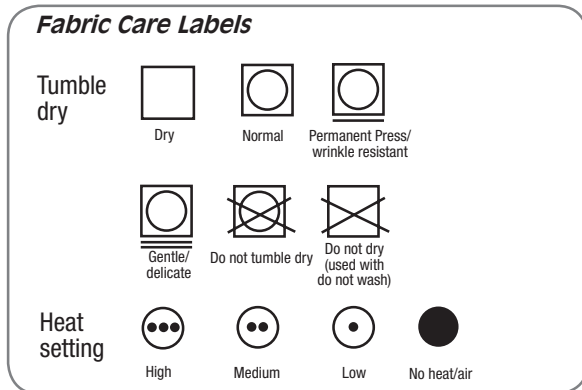 Fabric Care Labels
Tumble
dry
Dry
Normal
Permanent Press/
wrinkle resistant
Gentle/
delicate
Do not tumble dry
Do not dry
(used with
do not wash)
Heat
setting
High
Medium
Low
No heat/air